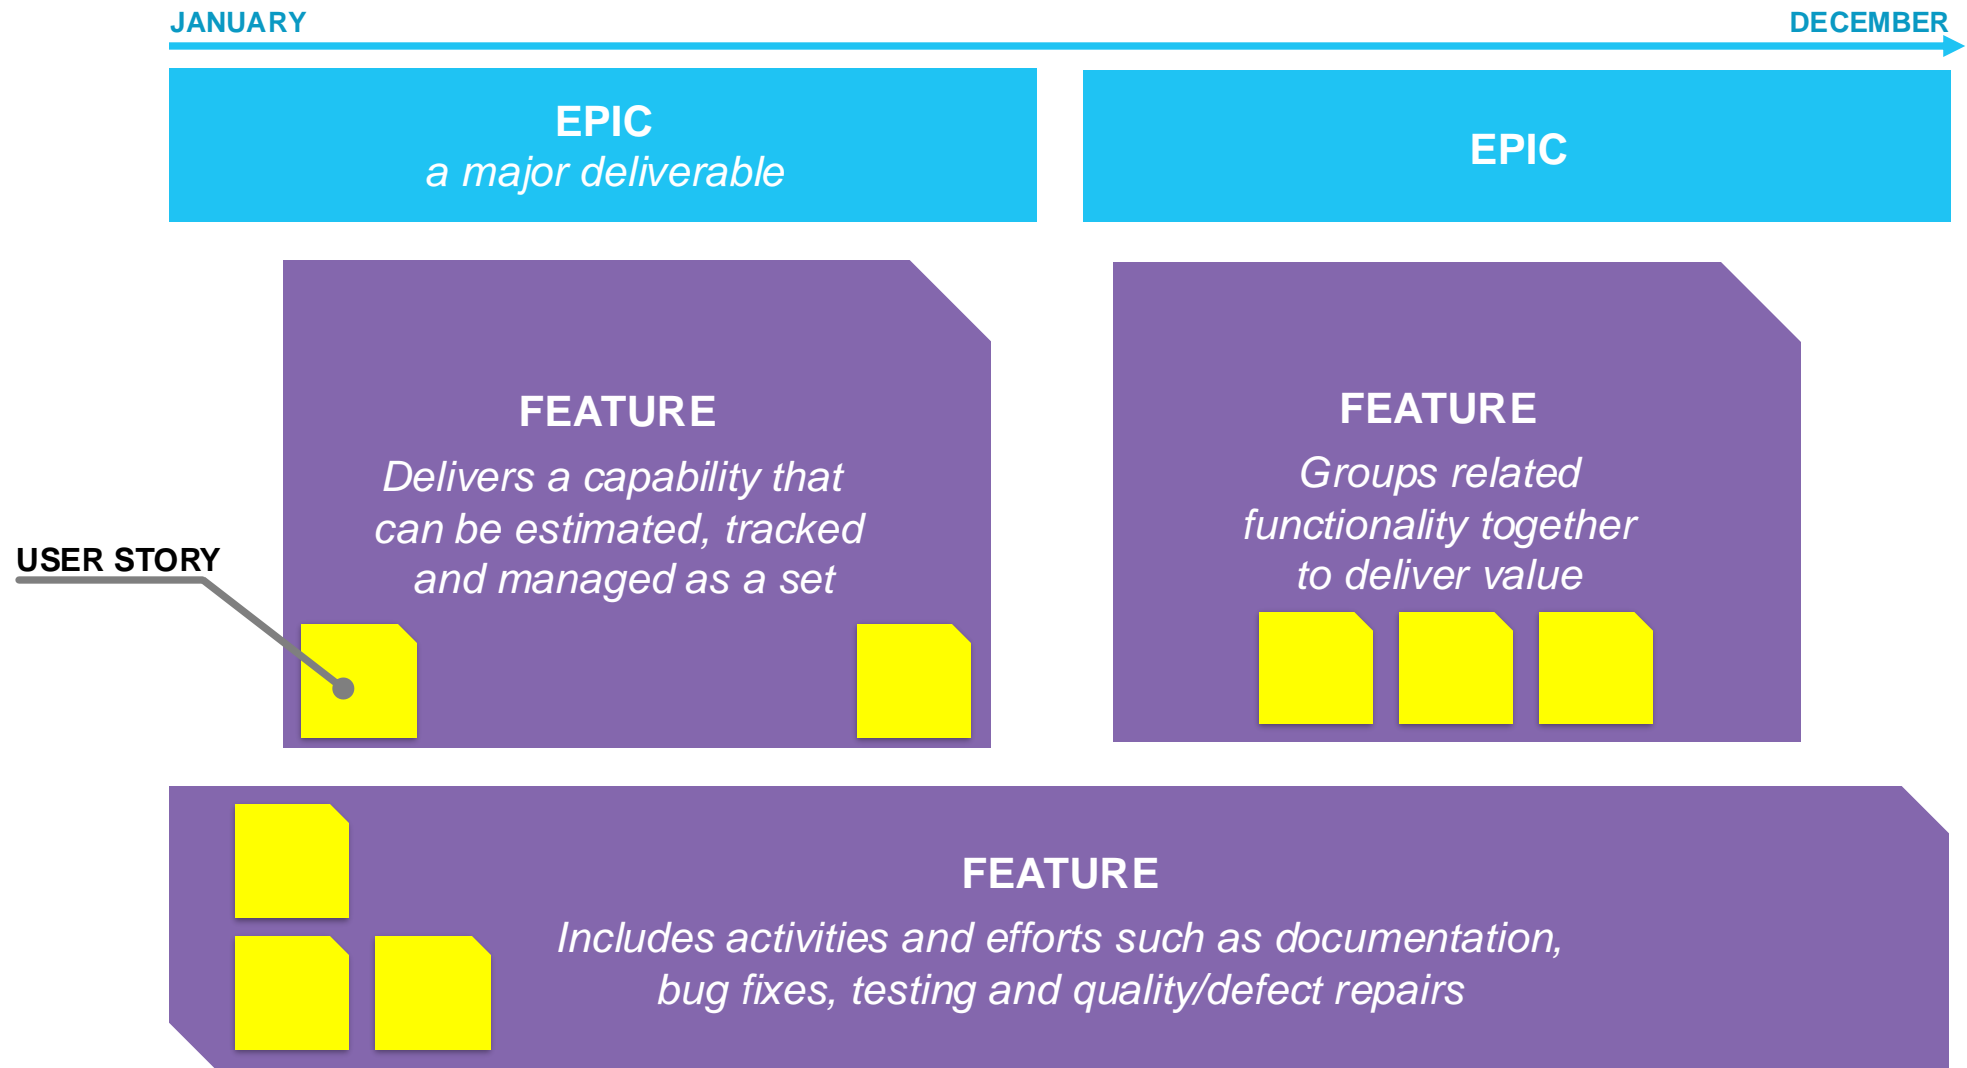 JANUARY
DECEMBER
EPIC
a major deliverable
EPIC
FEATURE
Delivers a capability that
can be estimated, tracked
and managed as a set
FEATURE
Groups related
functionality together
to deliver value
USER STORY
FEATURE
Includes activities and efforts such as documentation,
bug fixes, testing and quality/defect repairs